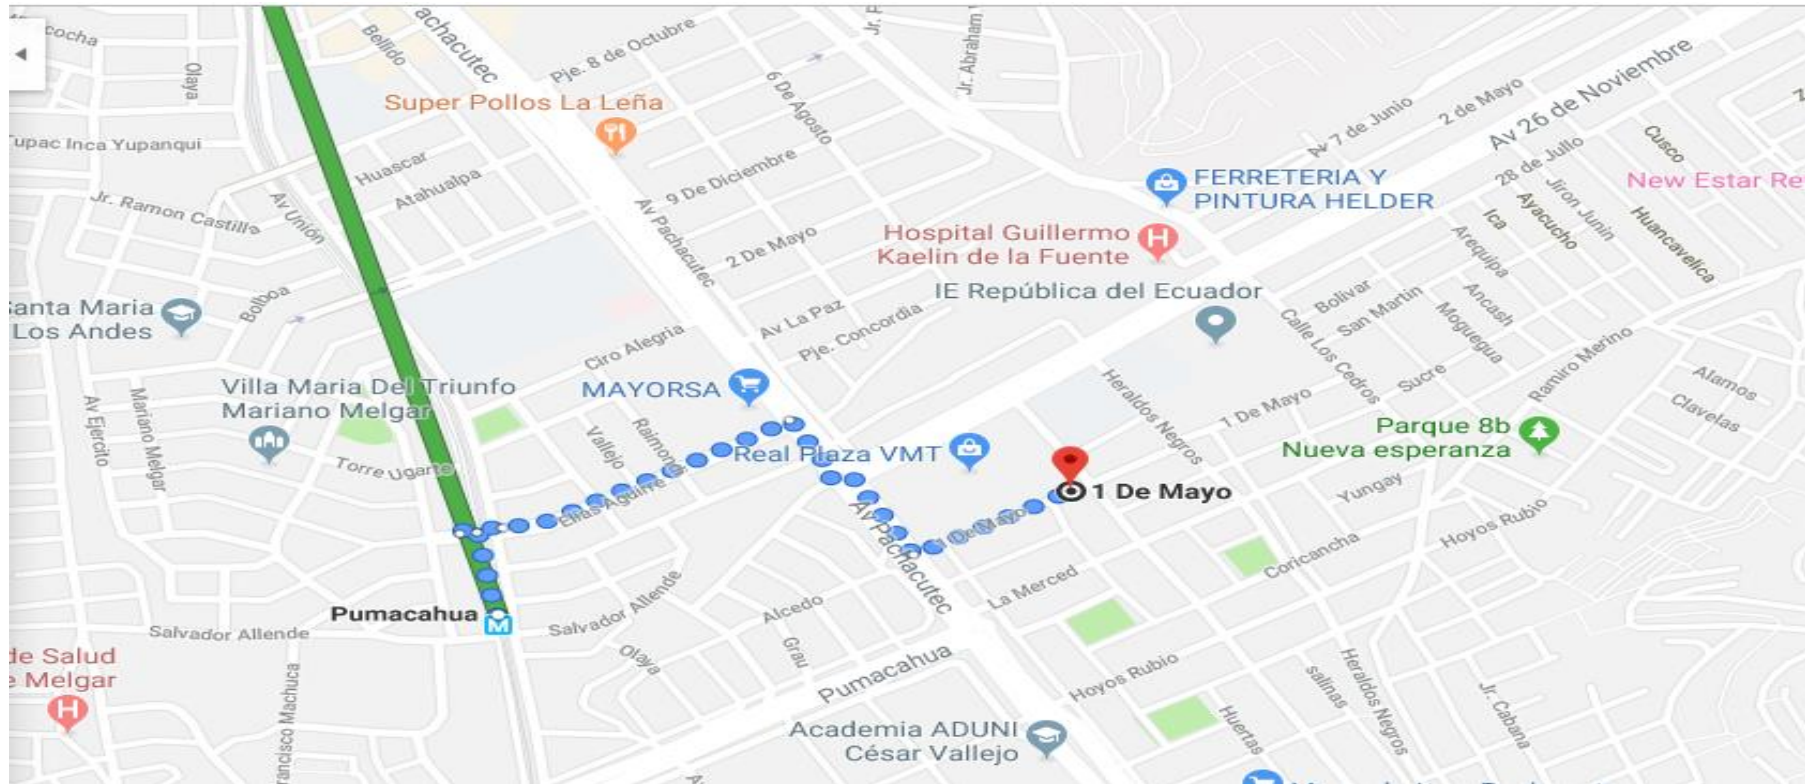 achacutec
Bellido
Pje. 8 de Octubre
Jr. Abraham
cocha
Olaya
6 De Agosto
Av 7 de Junio
2 de Mayo
Av 26 de Noviembre
Super Pollos La Leña
upac Inca Yupanqui
Huascar
Atahualpa
9 De Diciembre
28 de Jullo
Cusco
FERRETERIA Y
PINTURA HELDER
New Estar Re
Jr. Ramon Castilla
Av Unión
Av Pachacutec
2 De Mayo
Hospital Guillermo
Kaelin de la Fuente
Arequipa
Ica
Ayacucho
Jiron Junin
Huancavelica
IE República del Ecuador
Santa Maria
Los Andes
Bolboa
Ciro Alegria
Av La Paz
Pje. Concordia
Calle Los Cedros
Bolivar
San Martin
Moquegua
Ancash
Ramiro Merino
Villa Maria Del Triunfo
Mariano Melgar
MAYORSA
Heraldos Negros
1 De Mayo
Sucre
Alamos
Clavelas
Av Ejercito
Mariano Melgar
Torre Ugarte
Vallejo
Raimondi
Real Plaza VMT
Parque 8b
Nueva esperanza
1 De Mayo
Elias Aguirre
Av Pachacutec
1 De Mayo
Yungay
Hoyos Rubio
Coricancha
La Merced
Pumacahua
M
Salvador Allende
Salvador Allende
Alcedo
Grau
Olaya
Pumacahua
Hoyos Rubio
Heraldos Negros
salinas
Jr. Cabana
Huertas
de Salud
e Melgar
H
rancisco Machuca
Academia ADUNI
César Vallejo